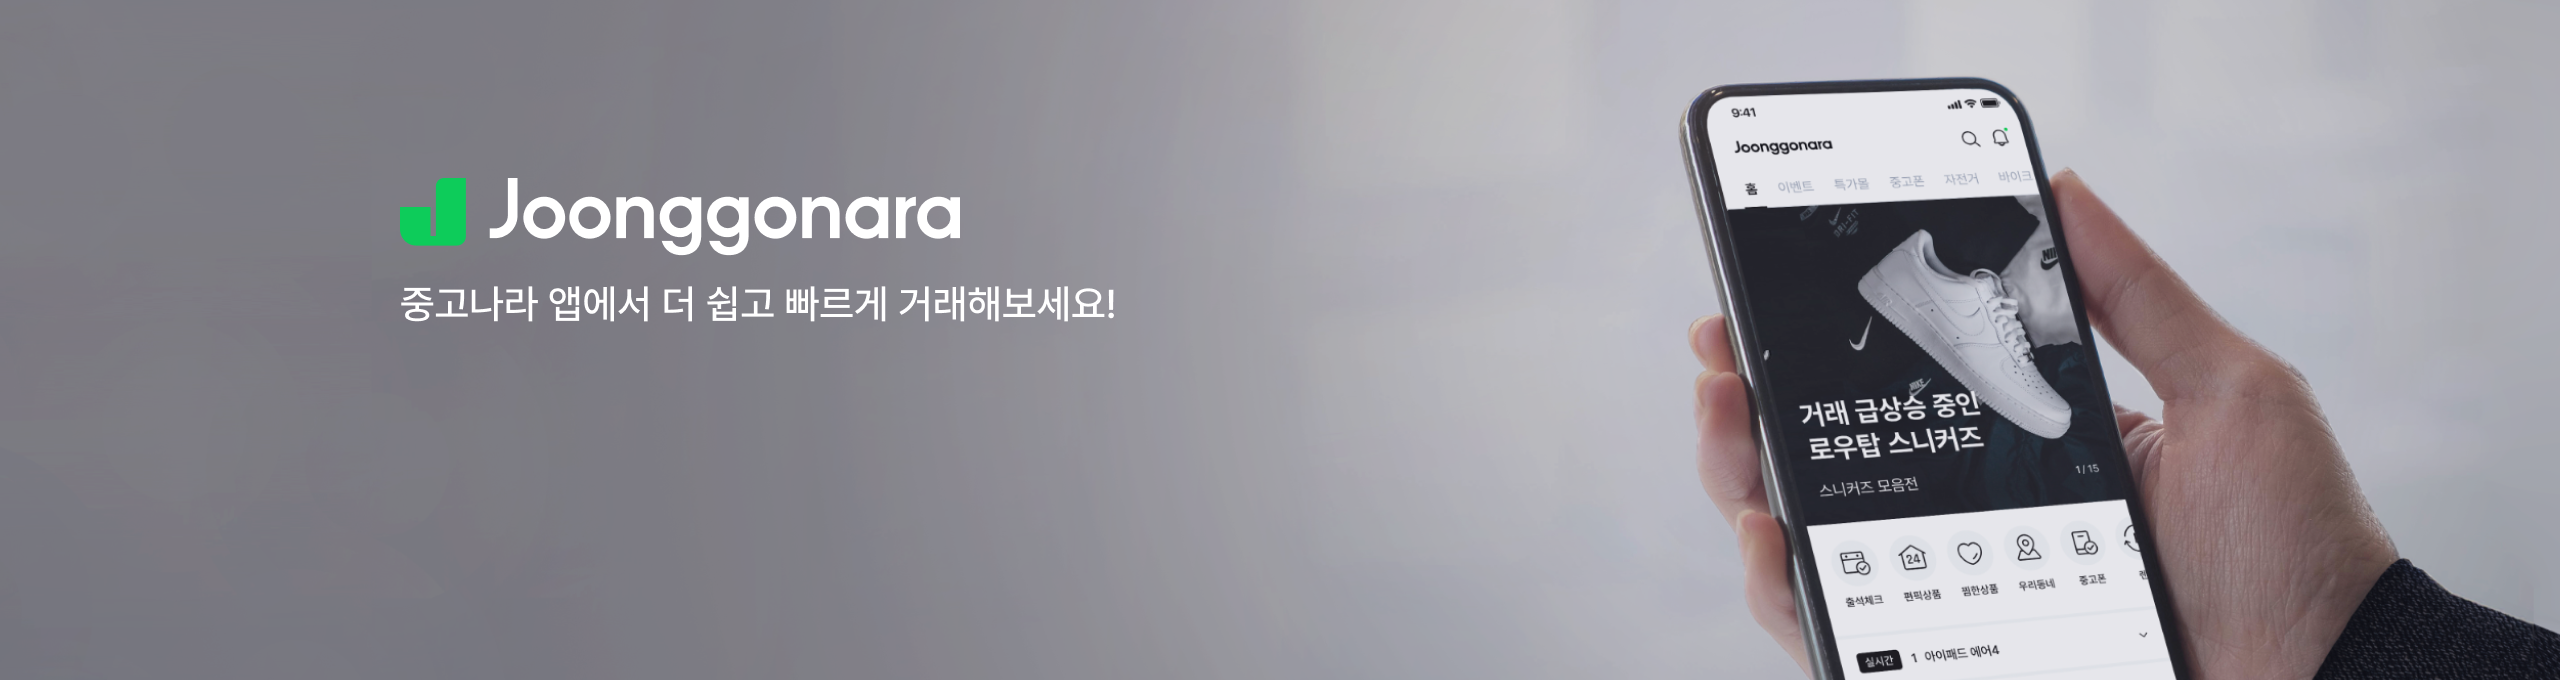 Joonggonara
중고나라 앱에서 더 쉽고 빠르게 거래해보세요!
9:41
Joonggonara
홈 이벤트 특가몰 중고폰 자전거 바이크
NIKE
거래 급상승 중인
로우탑 스니커즈
1/15
스니커즈 모음전
24
출석체크 편픽상품 찜한상품 우리동네 중고폰
실시간 1 아이패드 에어4